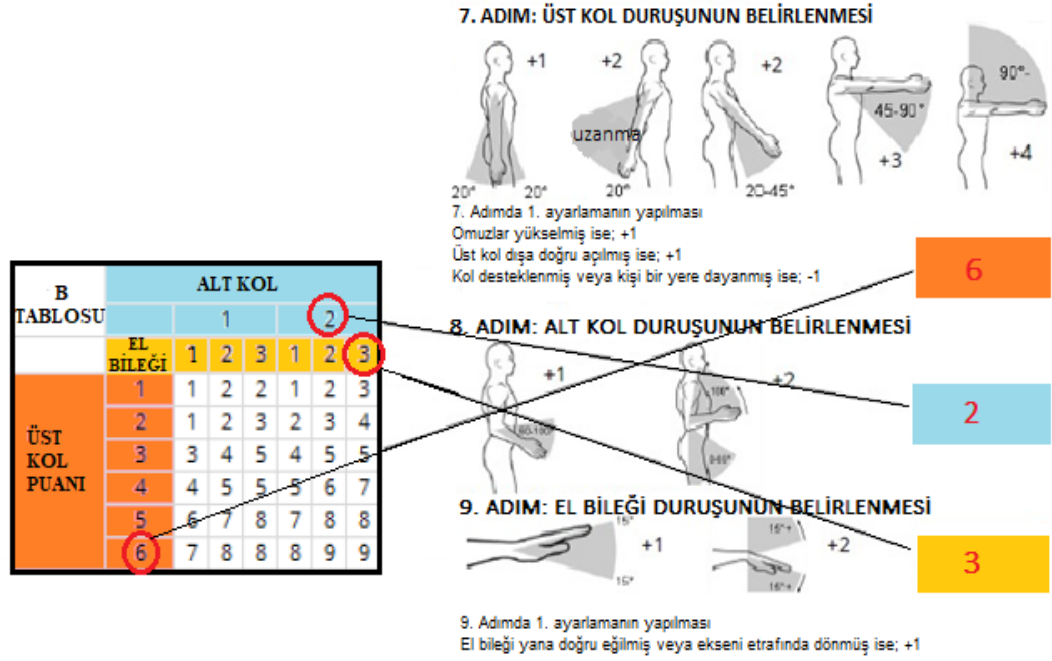 7. ADIM: ÜST KOL DURUŞUNUN BELİRLENMESİ
+1 +2 +2 +3 +4
uzanma
45-90°
90°-
20° 20° 20° 20-45°
7. Adımda 1. ayarlamanın yapılması
Omuzlar yükselmiş ise; +1
Üst kol dışa doğru açılmış ise; +1
Kol desteklenmiş veya kişi bir yere dayanmış ise; -1
6
B TABLOSU
ALT KOL
1 2
EL BİLEĞİ 1 2 3 1 2 3
ÜST KOL PUANI
1 1 2 2 1 2 3
2 1 2 3 2 3 4
3 3 4 5 4 5 5
4 4 5 5 5 6 7
5 6 7 8 7 8 8
6 7 8 8 8 9 9
8. ADIM: ALT KOL DURUŞUNUN BELİRLENMESİ
+1 +2
60-100°
100°
0-60°
2
9. ADIM: EL BİLEĞİ DURUŞUNUN BELİRLENMESİ
15° +1 15°
15°+ +2 15°+
3
9. Adımda 1. ayarlamanın yapılması
El bileği yana doğru eğilmiş veya ekseni etrafında dönmüş ise; +1